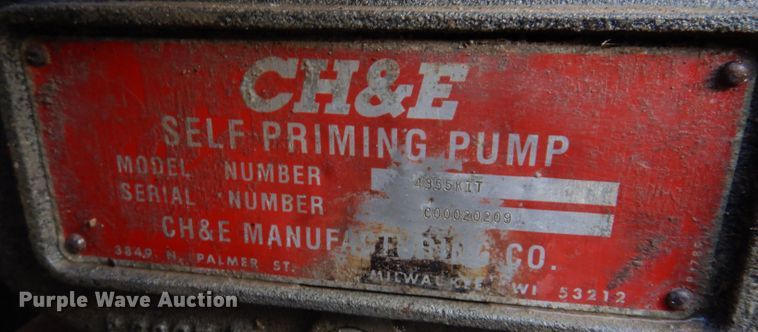 CH&E
SELF PRIMING PUMP
MODEL NUMBER 4955KIT
SERIAL NUMBER C00020209
CH&E MANUFACTURING CO.
3849 N. PALMER ST. MILWAUKEE, WI 53212
Purple Wave Auction